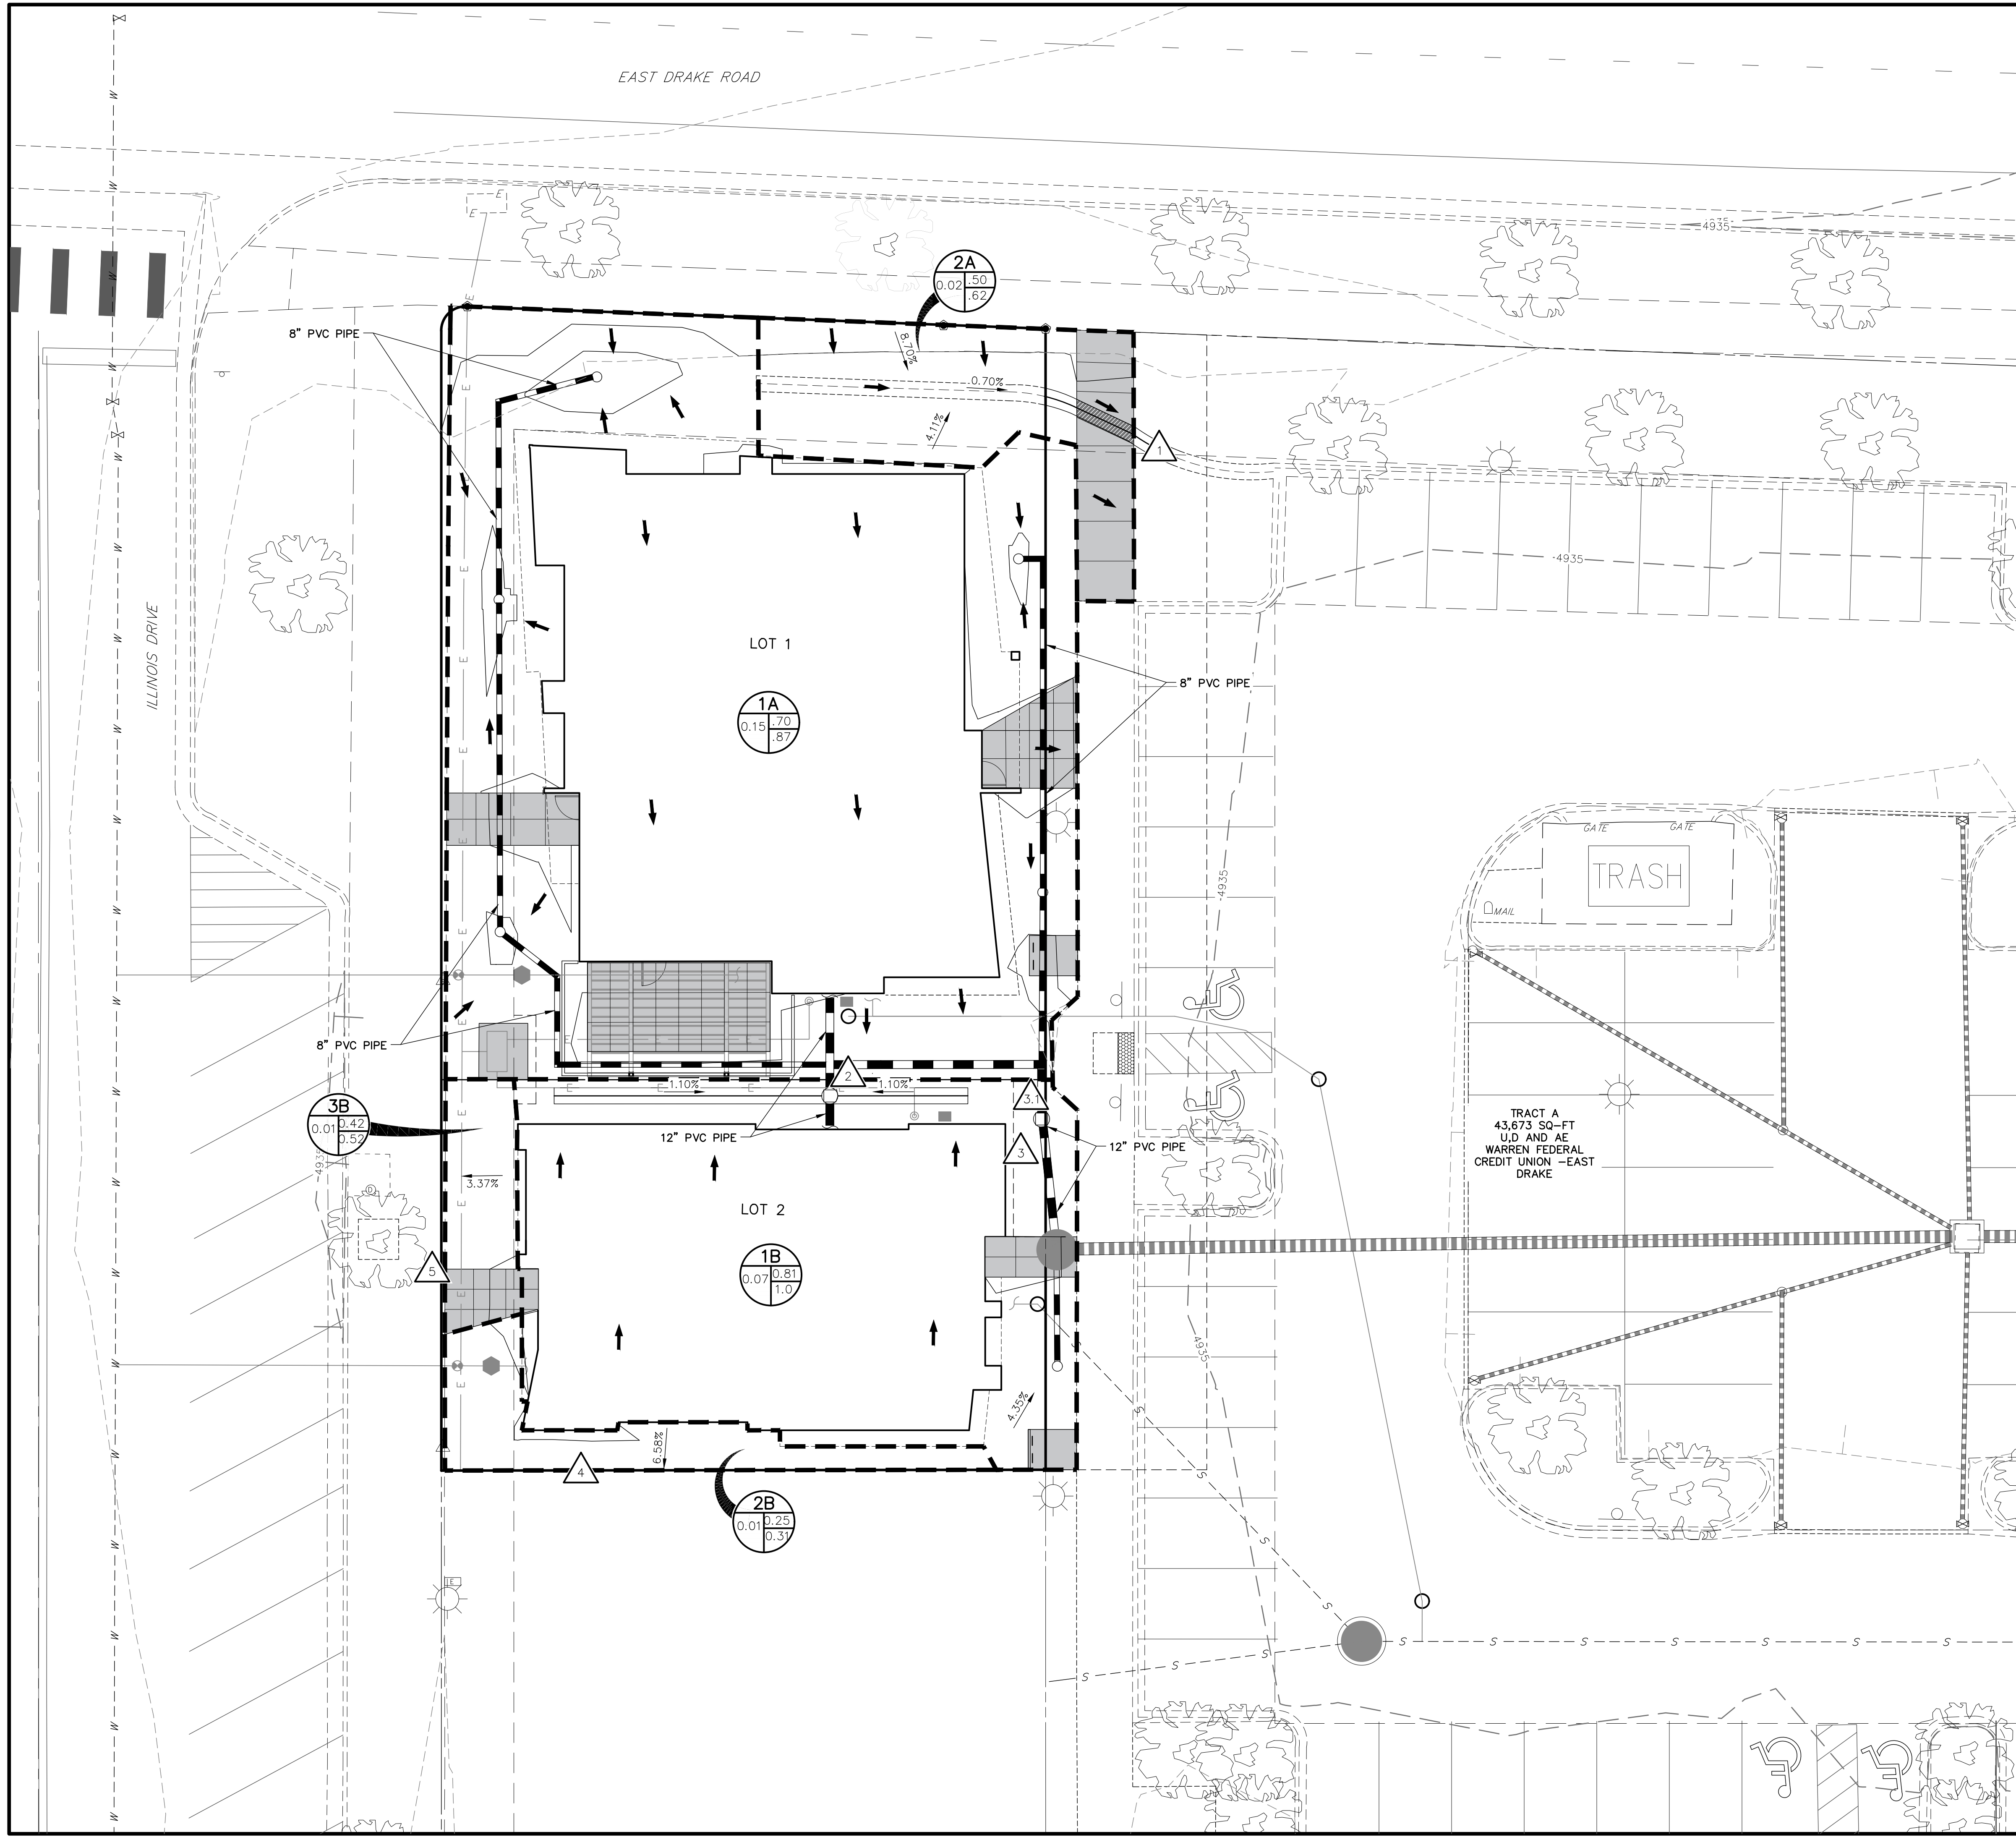 EAST DRAKE ROAD
E
E
4935
4935
2A
0.02
.50
.62
8" PVC PIPE
8.70%
0.70%
4.11%
1
4935
ILLINOIS DRIVE
LOT 1
8" PVC PIPE
1A
0.15
.70
.87
4935
GATE
GATE
TRASH
MAIL
8" PVC PIPE
2
1.10%
1.10%
3.1
3B
0.01
0.42
0.52
12" PVC PIPE
3
12" PVC PIPE
TRACT A
43,673 SQ-FT
U,D AND AE
WARREN FEDERAL
CREDIT UNION -EAST
DRAKE
4935
3.37%
LOT 2
1B
0.07
0.81
1.0
5
4935
4.35%
6.58%
4
2B
0.01
0.25
0.31
E
S
S
S
S
S
S
S
S
S
S
S
S
S